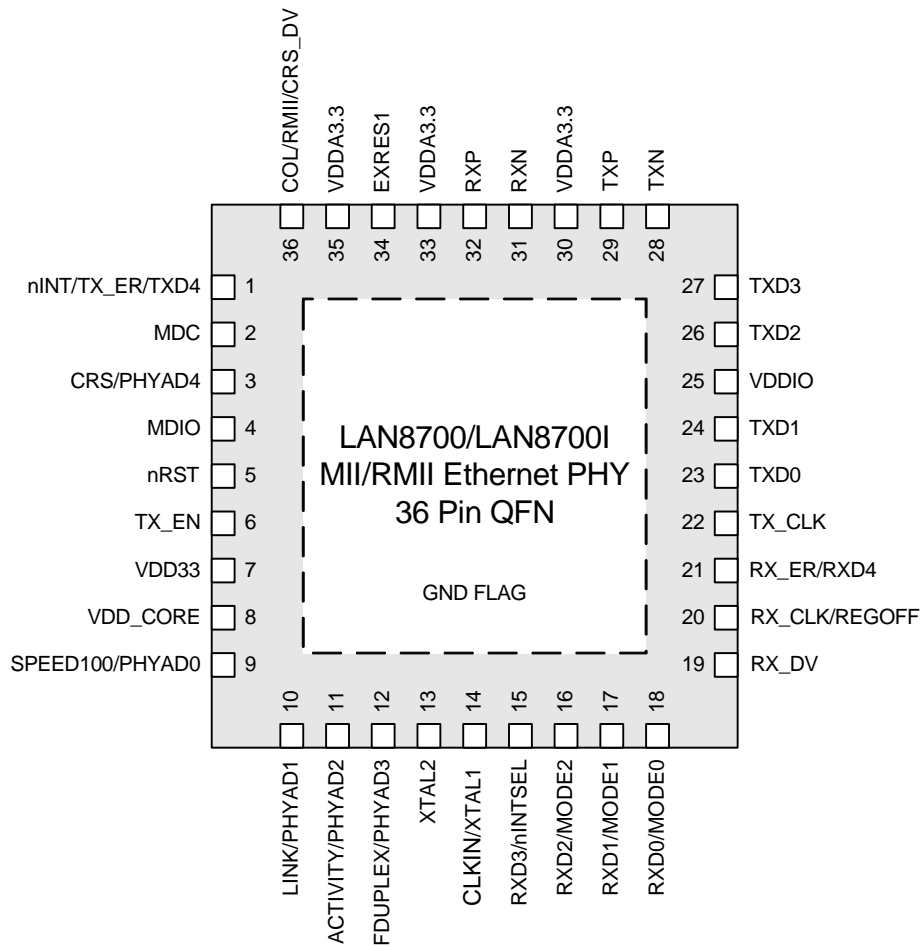 COL/RMII/CRS_DV
VDDA3.3
EXRES1
VDDA3.3
RXP
RXN
VDDA3.3
TXP
TXN
36
35
34
33
32
31
30
29
28
nINT/TX_ER/TXD4 1
MDC 2
CRS/PHYAD4 3
MDIO 4
nRST 5
TX_EN 6
VDD33 7
VDD_CORE 8
SPEED100/PHYAD0 9
LAN8700/LAN8700I
MII/RMII Ethernet PHY
36 Pin QFN
GND FLAG
27 TXD3
26 TXD2
25 VDDIO
24 TXD1
23 TXD0
22 TX_CLK
21 RX_ER/RXD4
20 RX_CLK/REGOFF
19 RX_DV
10
11
12
13
14
15
16
17
18
LINK/PHYAD1
ACTIVITY/PHYAD2
FDUPLEX/PHYAD3
XTAL2
CLKIN/XTAL1
RXD3/nINTSEL
RXD2/MODE2
RXD1/MODE1
RXD0/MODE0